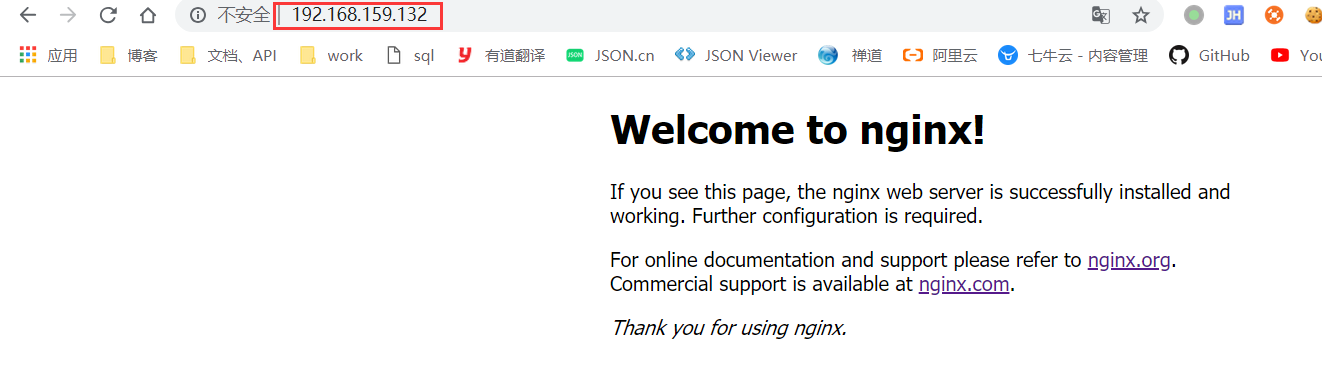 不安全 | 192.168.159.132
应用 博客 文档、API work sql 有道翻译 JSON.cn JSON Viewer 禅道 阿里云 七牛云 - 内容管理 GitHub You
Welcome to nginx!
If you see this page, the nginx web server is successfully installed and
working. Further configuration is required.
For online documentation and support please refer to nginx.org.
Commercial support is available at nginx.com.
Thank you for using nginx.